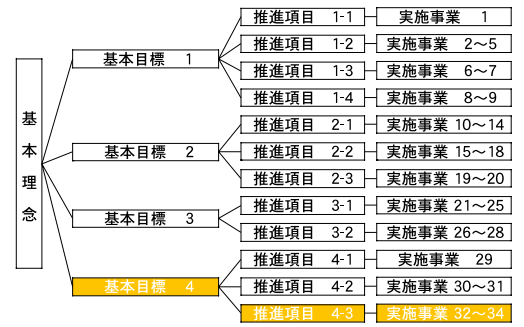 基本理念
基本目標 1
推進項目 1-1
実施事業 1
推進項目 1-2
実施事業 2～5
推進項目 1-3
実施事業 6～7
推進項目 1-4
実施事業 8～9
基本目標 2
推進項目 2-1
実施事業 10～14
推進項目 2-2
実施事業 15～18
推進項目 2-3
実施事業 19～20
基本目標 3
推進項目 3-1
実施事業 21～25
推進項目 3-2
実施事業 26～28
基本目標 4
推進項目 4-1
実施事業 29
推進項目 4-2
実施事業 30～31
推進項目 4-3
実施事業 32～34